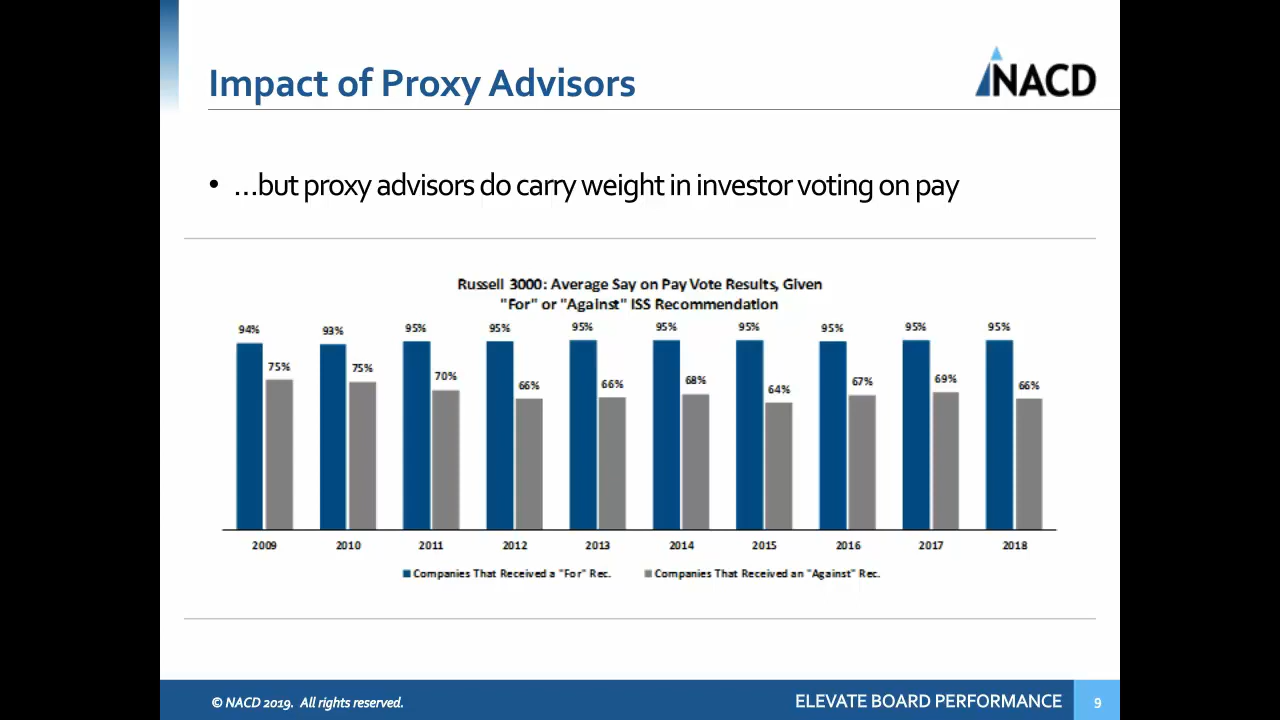 Impact of Proxy Advisors
NACD
• …but proxy advisors do carry weight in investor voting on pay
Russell 3000: Average Say on Pay Vote Results, Given
"For" or "Against" ISS Recommendation
94% 75% 93% 75% 95% 70% 95% 66% 95% 66% 95% 68% 95% 64% 95% 67% 95% 69% 95% 66%
2009 2010 2011 2012 2013 2014 2015 2016 2017 2018
Companies That Received a "For" Rec. Companies That Received an "Against" Rec.
© NACD 2019. All rights reserved. ELEVATE BOARD PERFORMANCE 9